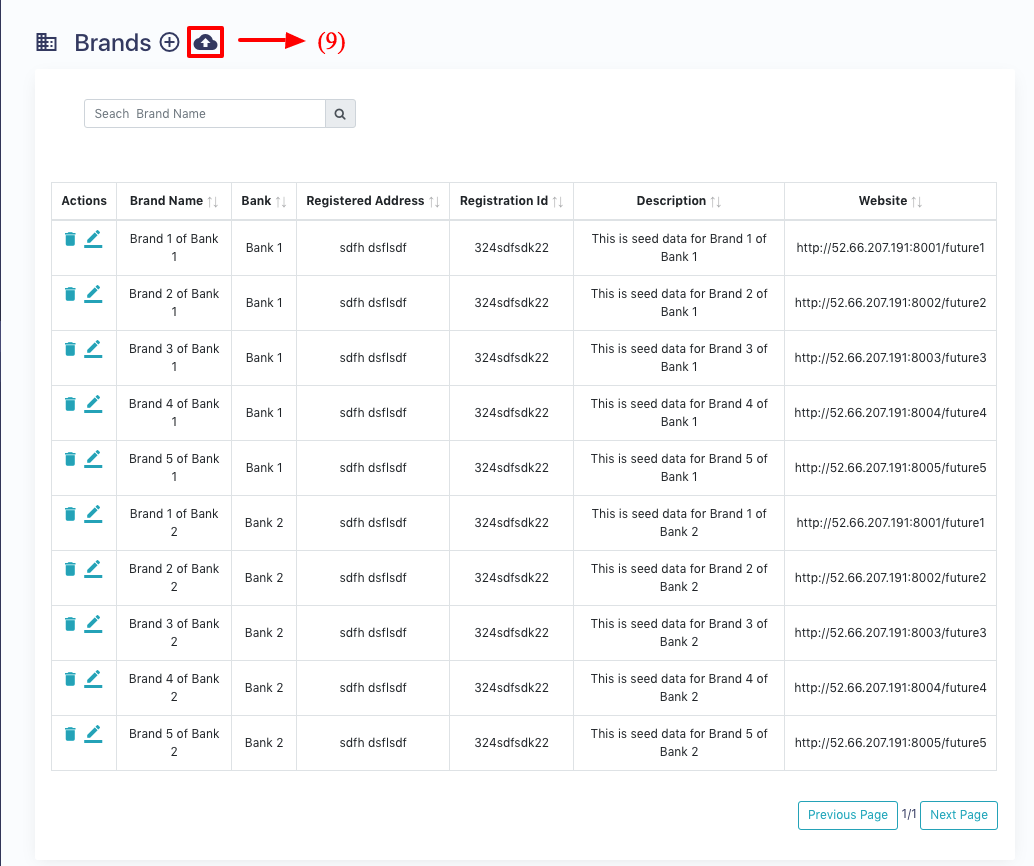 Brands (9)
Seach Brand Name
Actions Brand Name Bank Registered Address Registration Id Description Website
Brand 1 of Bank 1 Bank 1 sdfh dsflsdf 324sdfsdk22 This is seed data for Brand 1 of Bank 1 http://52.66.207.191:8001/future1
Brand 2 of Bank 1 Bank 1 sdfh dsflsdf 324sdfsdk22 This is seed data for Brand 2 of Bank 1 http://52.66.207.191:8002/future2
Brand 3 of Bank 1 Bank 1 sdfh dsflsdf 324sdfsdk22 This is seed data for Brand 3 of Bank 1 http://52.66.207.191:8003/future3
Brand 4 of Bank 1 Bank 1 sdfh dsflsdf 324sdfsdk22 This is seed data for Brand 4 of Bank 1 http://52.66.207.191:8004/future4
Brand 5 of Bank 1 Bank 1 sdfh dsflsdf 324sdfsdk22 This is seed data for Brand 5 of Bank 1 http://52.66.207.191:8005/future5
Brand 1 of Bank 2 Bank 2 sdfh dsflsdf 324sdfsdk22 This is seed data for Brand 1 of Bank 2 http://52.66.207.191:8001/future1
Brand 2 of Bank 2 Bank 2 sdfh dsflsdf 324sdfsdk22 This is seed data for Brand 2 of Bank 2 http://52.66.207.191:8002/future2
Brand 3 of Bank 2 Bank 2 sdfh dsflsdf 324sdfsdk22 This is seed data for Brand 3 of Bank 2 http://52.66.207.191:8003/future3
Brand 4 of Bank 2 Bank 2 sdfh dsflsdf 324sdfsdk22 This is seed data for Brand 4 of Bank 2 http://52.66.207.191:8004/future4
Brand 5 of Bank 2 Bank 2 sdfh dsflsdf 324sdfsdk22 This is seed data for Brand 5 of Bank 2 http://52.66.207.191:8005/future5
Previous Page 1/1 Next Page